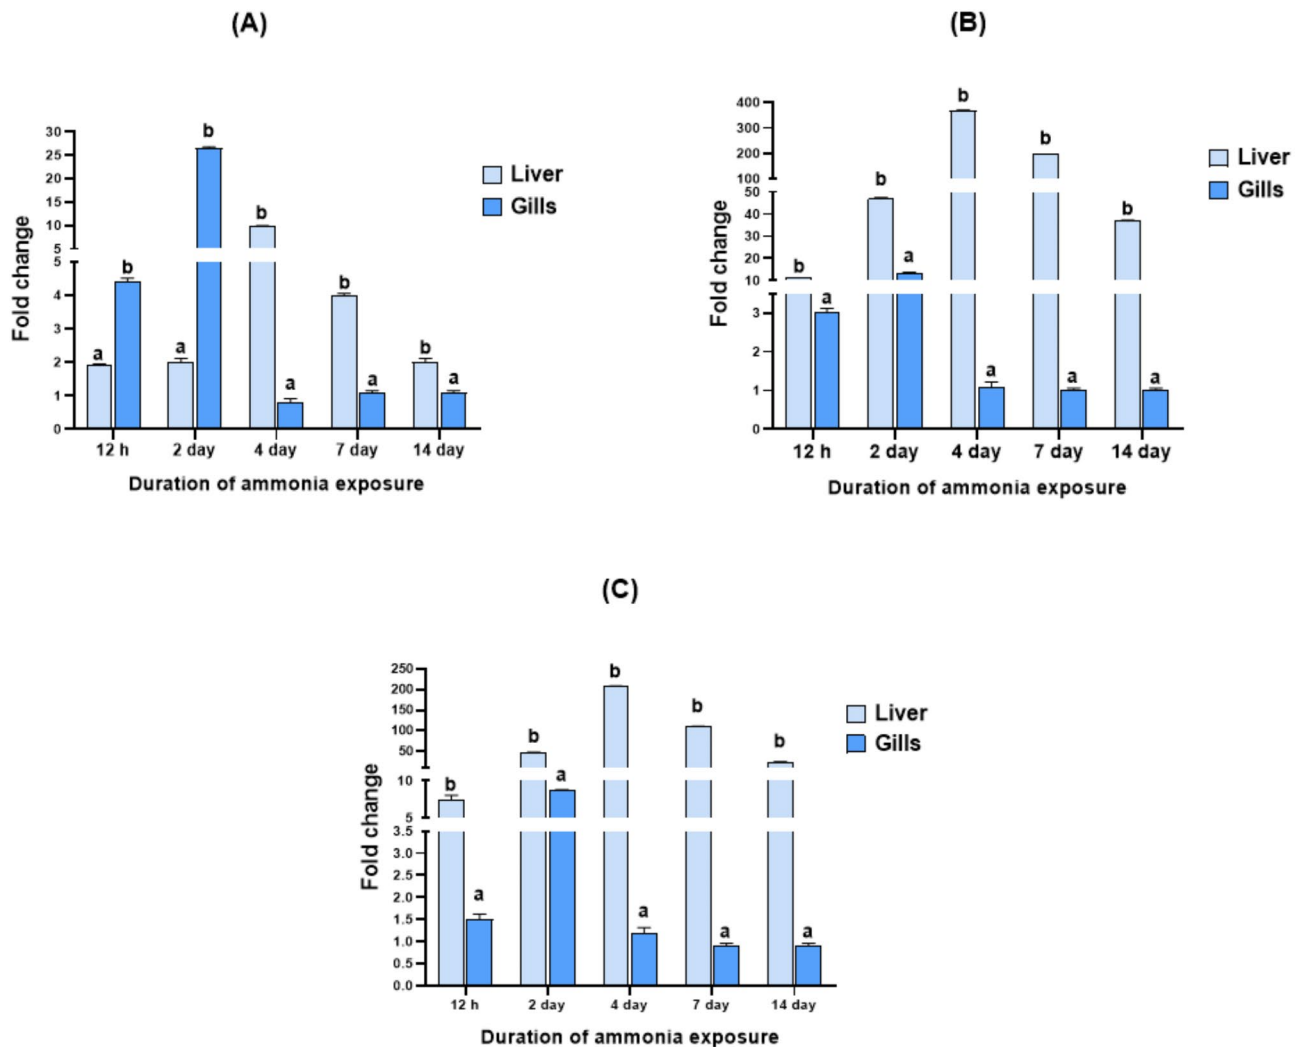 (A)
30
25
20
15
10
5
5
4
3
2
1
0
Fold change
a
b
a
b
b
a
b
a
b
a
12 h
2 day
4 day
7 day
14 day
Duration of ammonia exposure
Liver
Gills
(B)
400
300
200
100
50
40
30
20
10
3
2
1
0
Fold change
b
a
b
a
b
a
b
a
b
a
12 h
2 day
4 day
7 day
14 day
Duration of ammonia exposure
Liver
Gills
(C)
250
200
150
100
50
10
5
3.5
3.0
2.5
2.0
1.5
1.0
0.5
0.0
Fold change
b
a
b
a
b
a
b
a
b
a
12 h
2 day
4 day
7 day
14 day
Duration of ammonia exposure
Liver
Gills